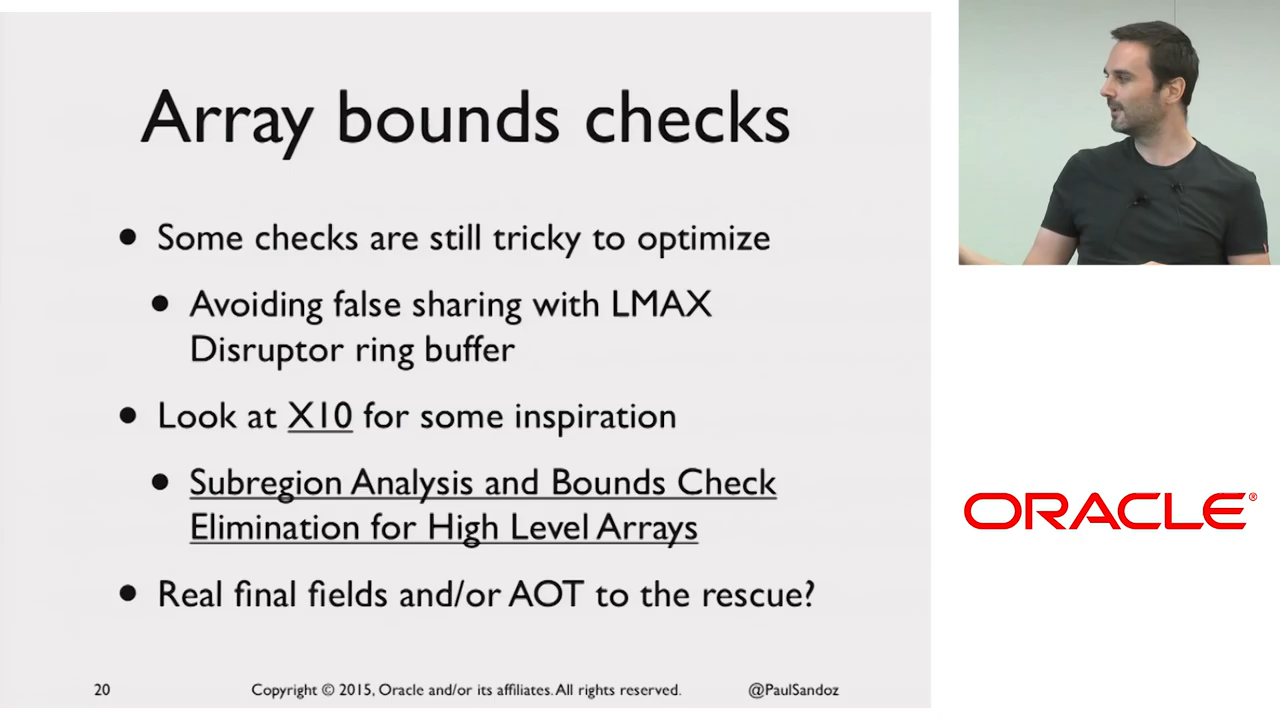 Array bounds checks
• Some checks are still tricky to optimize
• Avoiding false sharing with LMAX
Disruptor ring buffer
• Look at X10 for some inspiration
• Subregion Analysis and Bounds Check
Elimination for High Level Arrays
• Real final fields and/or AOT to the rescue?
20
Copyright © 2015, Oracle and/or its affiliates. All rights reserved.
@PaulSandoz
ORACLE®